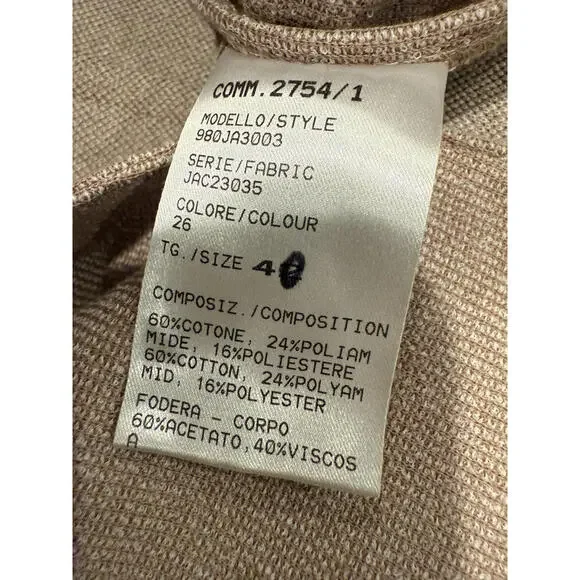 COMM.2754/1
MODELLO/STYLE
980JA3003
SERIE/FABRIC
JAC23035
COLORE/COLOUR
26
TG./SIZE 4
COMPOSIZ./COMPOSITION
60%COTONE, 24%POLIAM
MIDE, 16%POLIESTERE
60%COTTON, 24%POLYAM
MID, 16%POLYESTER
FODERA - CORPO
60%ACETATO,40%VISCOS
A